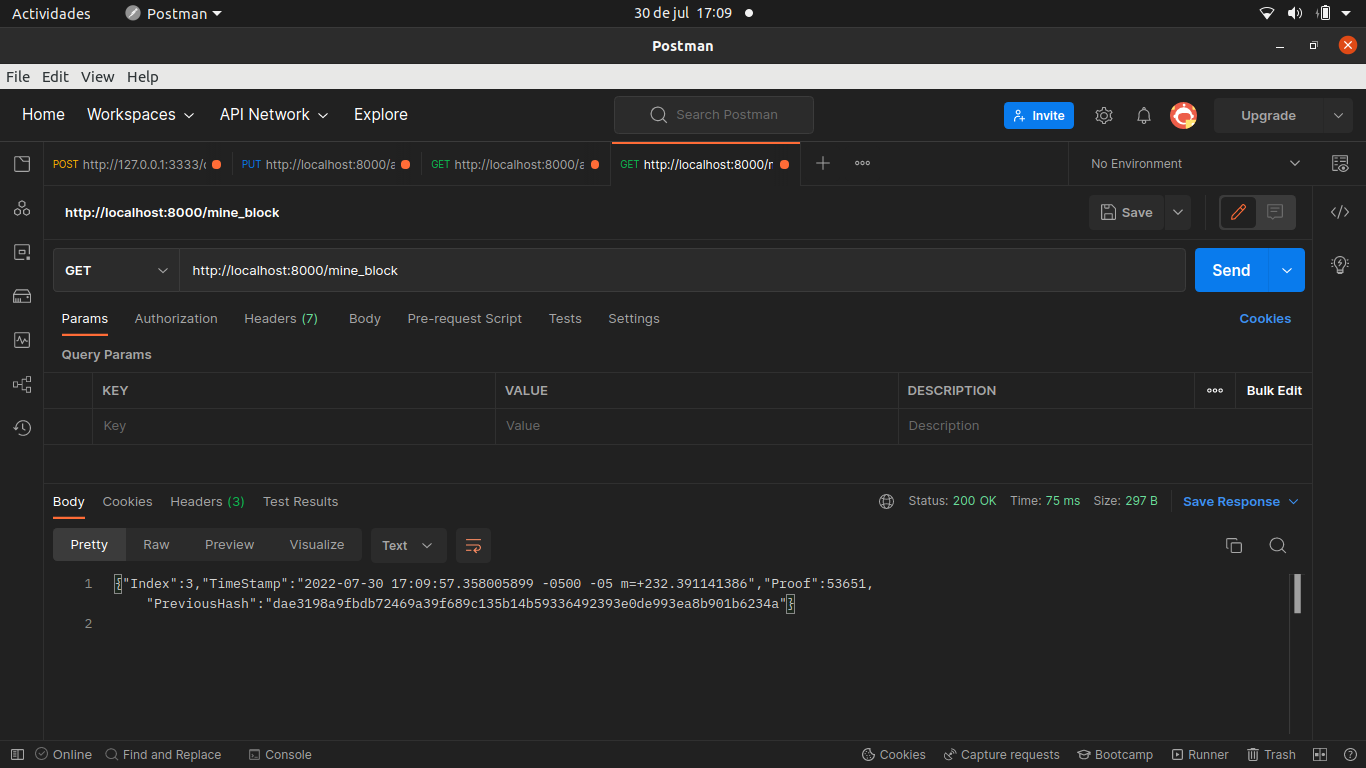 Actividades Postman 30 de jul 17:09
Postman
File Edit View Help
Home Workspaces API Network Explore Search Postman Invite Upgrade
POST http://127.0.0.1:3333/c PUT http://localhost:8000/a GET http://localhost:8000/a GET http://localhost:8000/r No Environment
http://localhost:8000/mine_block Save
GET http://localhost:8000/mine_block Send
Params Authorization Headers (7) Body Pre-request Script Tests Settings Cookies
Query Params
KEY VALUE DESCRIPTION Bulk Edit
Key Value Description
Body Cookies Headers (3) Test Results Status: 200 OK Time: 75 ms Size: 297 B Save Response
Pretty Raw Preview Visualize Text
1 {"Index":3,"TimeStamp":"2022-07-30 17:09:57.358005899 -0500 -05 m=+232.391141386","Proof":53651,
"PreviousHash":"dae3198a9fbdb72469a39f689c135b14b59336492393e0de993ea8b901b6234a"}
2
Online Find and Replace Console Cookies Capture requests Bootcamp Runner Trash